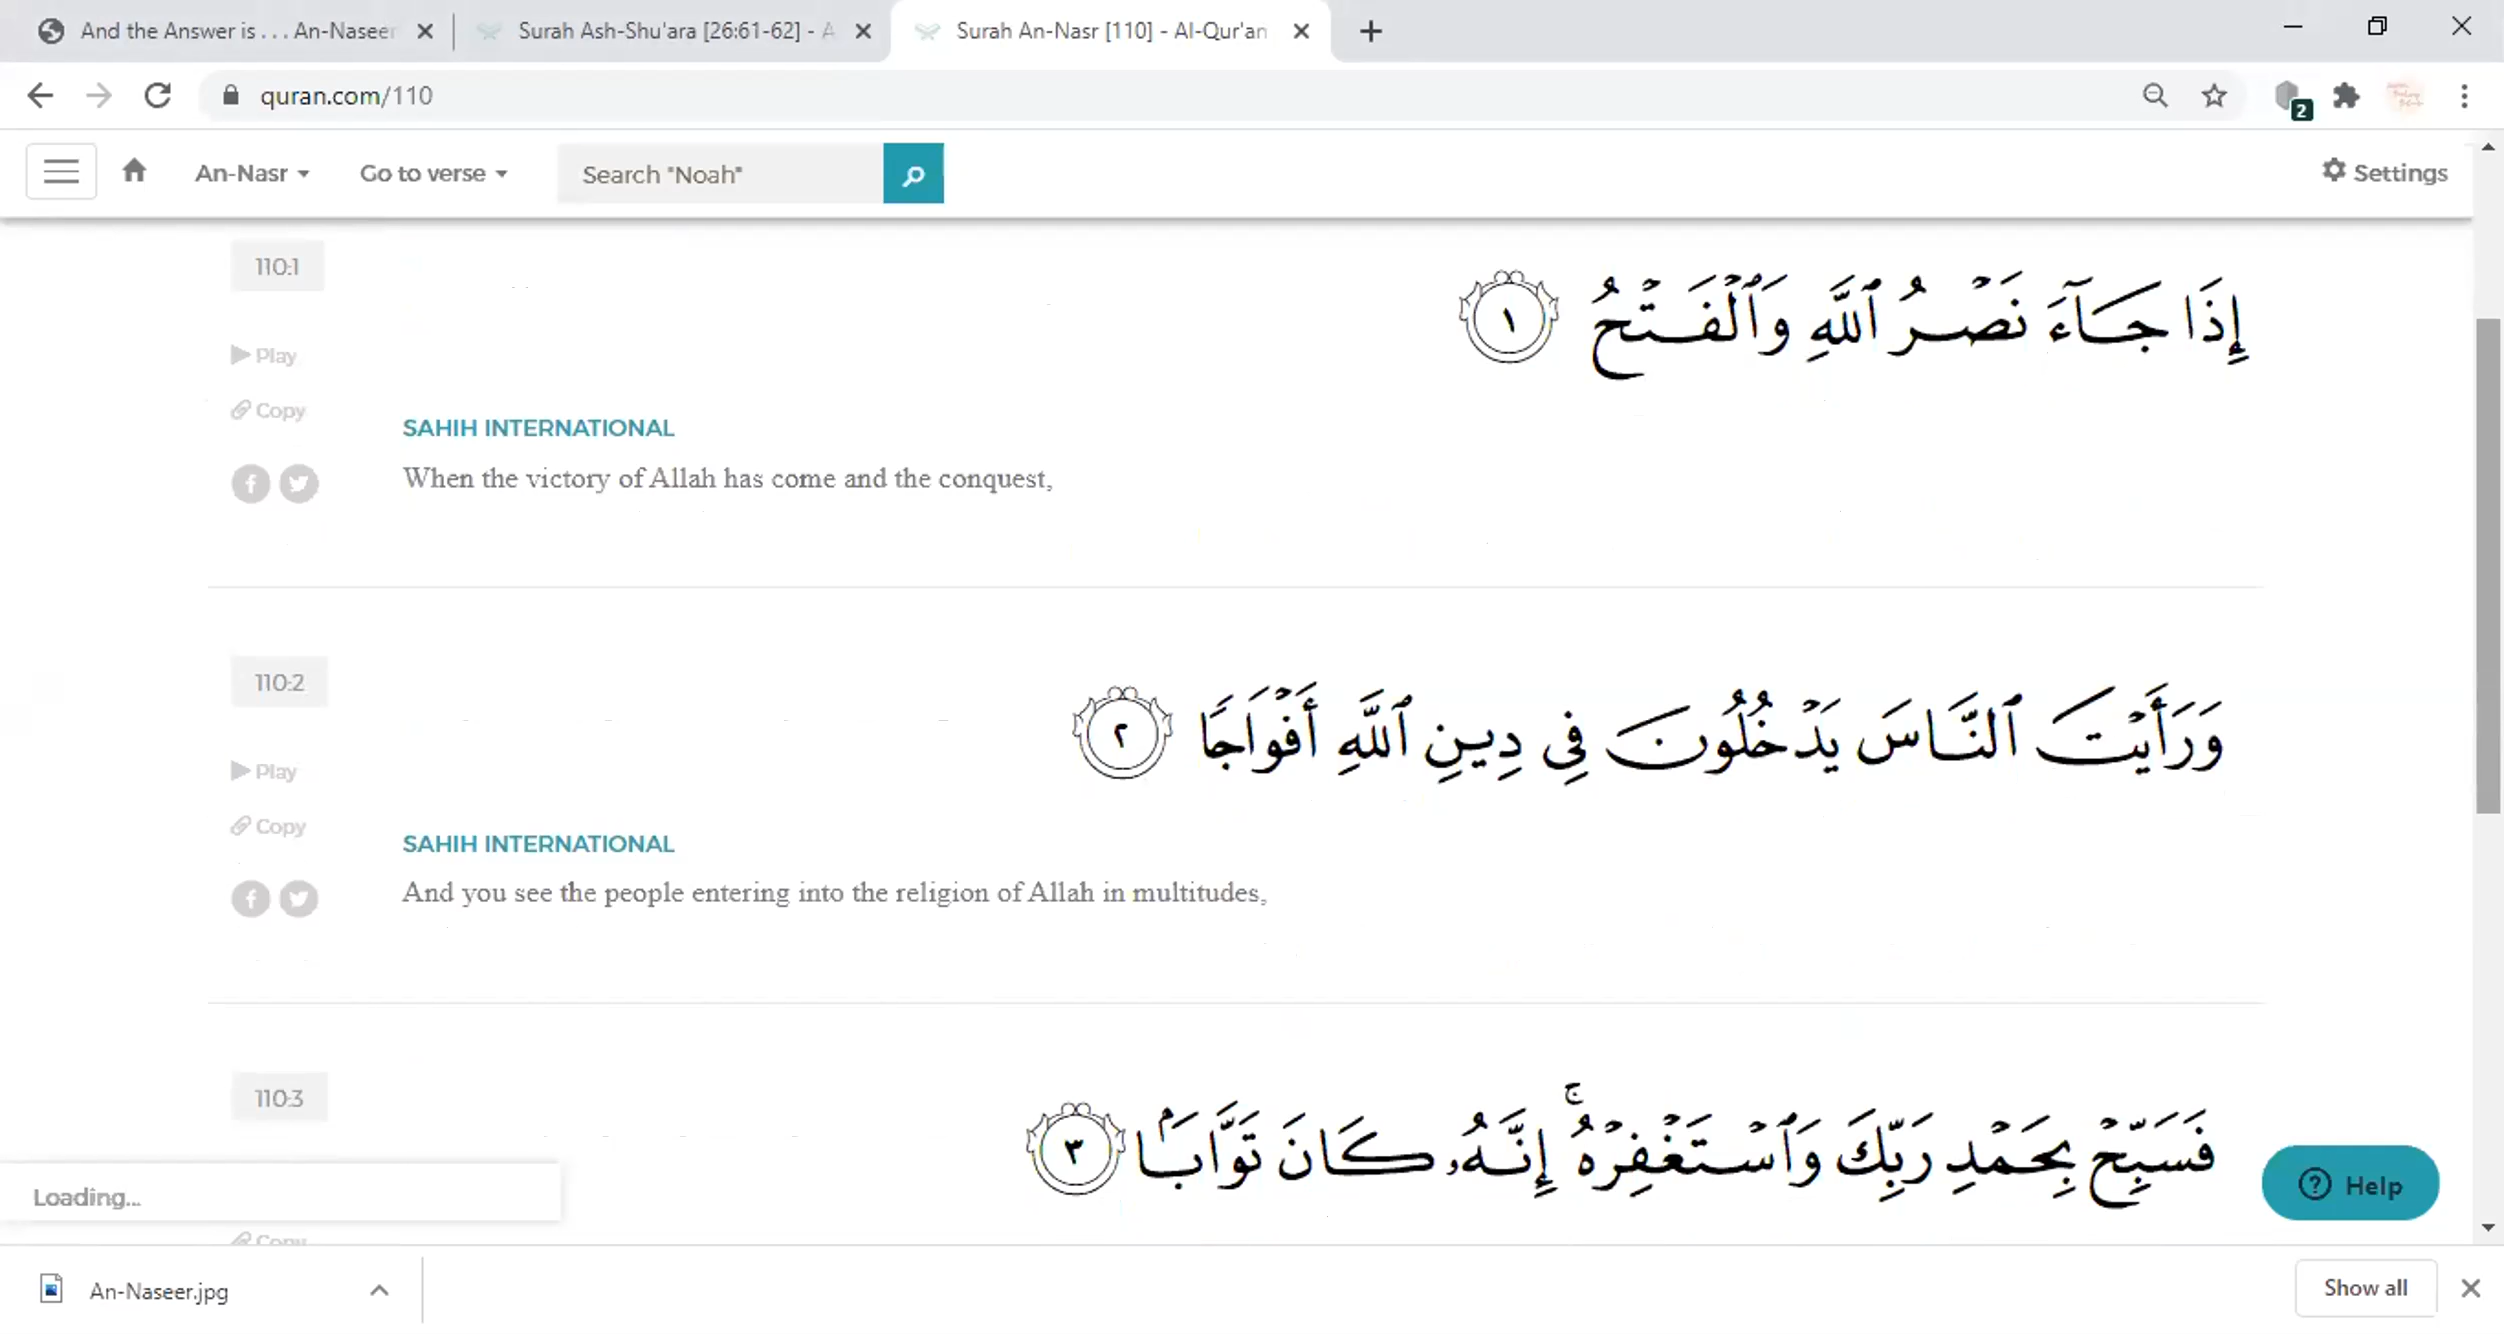 And the Answer is . . . An-Naseer
Surah Ash-Shu'ara [26:61-62] - A
Surah An-Nasr [110] - Al-Qur'an
quran.com/110
2
An-Nasr
Go to verse
Search "Noah"
Settings
110:1
إِذَا جَآءَ نَصْرُ ٱللَّهِ وَٱلْفَتْحُ ١
Play
Copy
SAHIH INTERNATIONAL
When the victory of Allah has come and the conquest,
110:2
وَرَأَيْتَ ٱلنَّاسَ يَدْخُلُونَ فِى دِينِ ٱللَّهِ أَفْوَاجًا ٢
Play
Copy
SAHIH INTERNATIONAL
And you see the people entering into the religion of Allah in multitudes,
110:3
فَسَبِّحْ بِحَمْدِ رَبِّكَ وَٱسْتَغْفِرْهُ ۚ إِنَّهُۥ كَانَ تَوَّابًۢا ٣
Help
Loading...
Copy
An-Naseer.jpg
Show all